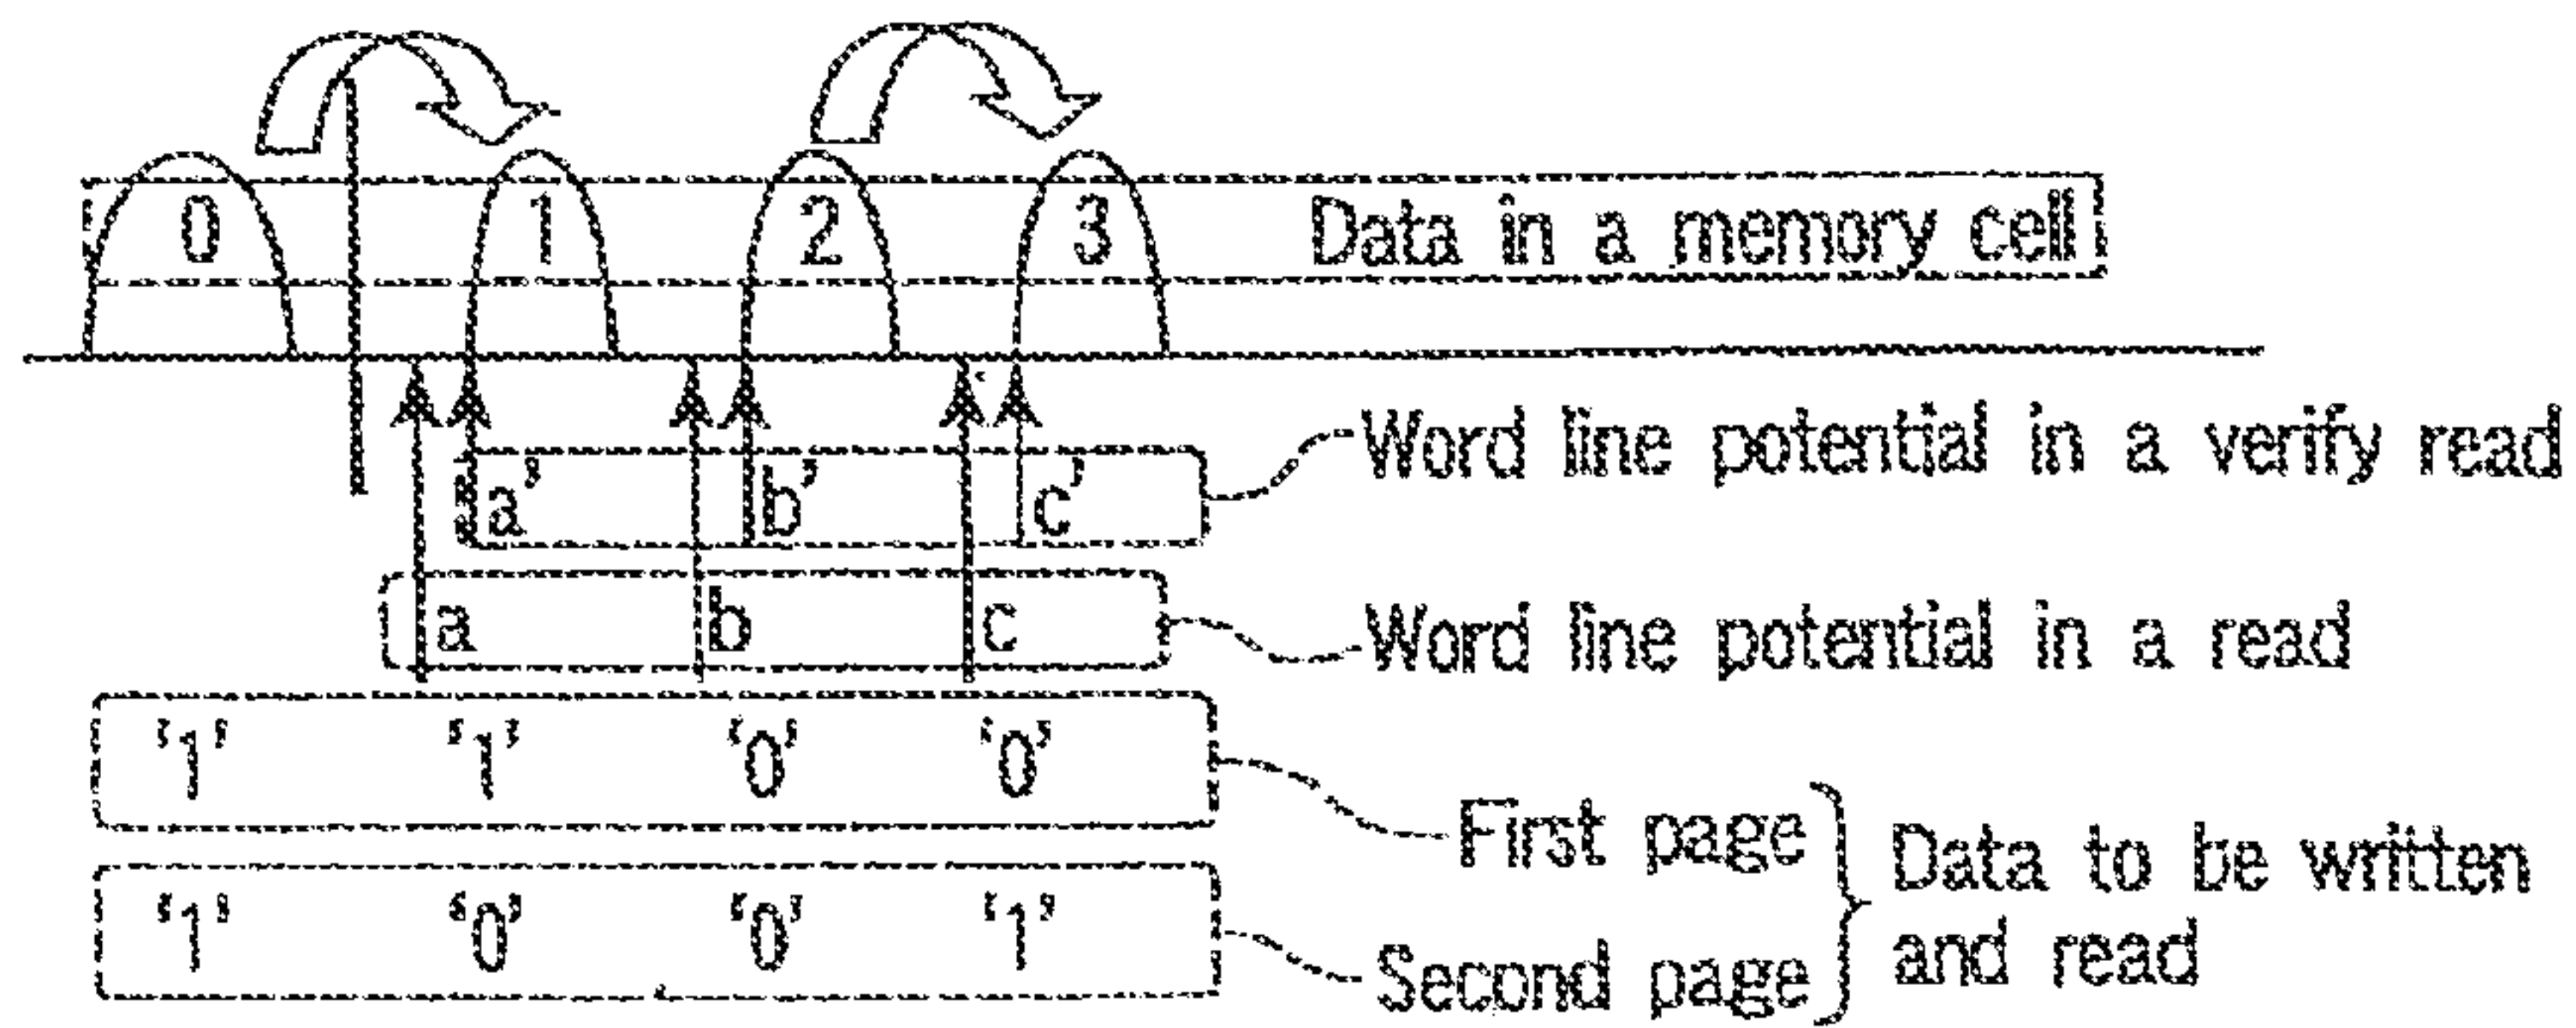 0 1 2 3 Data in a memory cell
a' b' c' Word line potential in a verify read
a b c Word line potential in a read
‘1’ ‘1’ ‘0’ ‘0’ First page
‘1’ ‘0’ ‘0’ ‘1’ Second page
Data to be written
and read